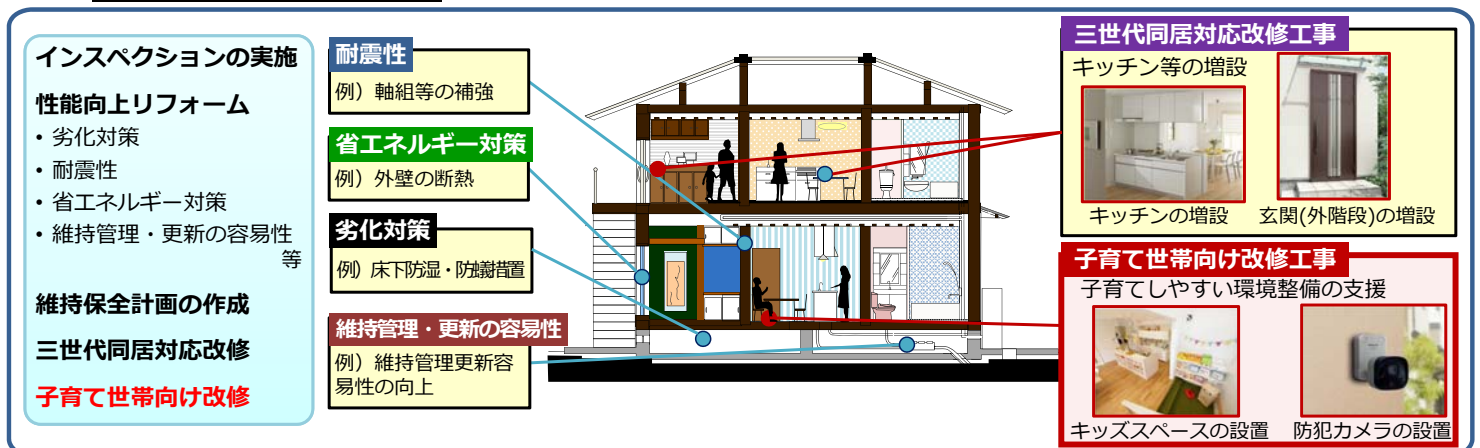 インスペクションの実施
性能向上リフォーム
・劣化対策
・耐震性
・省エネルギー対策
・維持管理・更新の容易性
等
維持保全計画の作成
三世代同居対応改修
子育て世帯向け改修
耐震性
例）軸組等の補強
省エネルギー対策
例）外壁の断熱
劣化対策
例）床下防湿・防蟻措置
維持管理・更新の容易性
例）維持管理更新容
易性の向上
三世代同居対応改修工事
キッチン等の増設
キッチンの増設
玄関(外階段)の増設
子育て世帯向け改修工事
子育てしやすい環境整備の支援
キッズスペースの設置
防犯カメラの設置